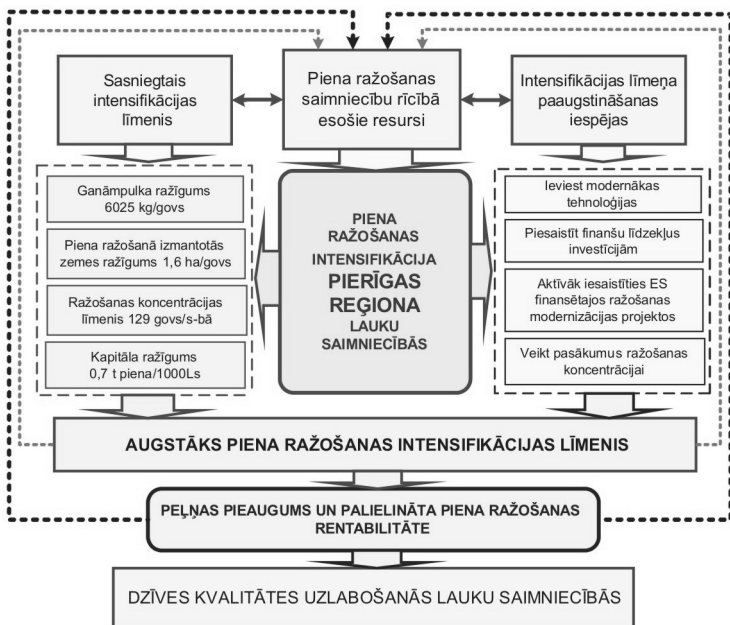 Sasniegtais
intensifikācijas
līmenis
Piena ražošanas
saimniecību rīcībā
esošie resursi
Intensifikācijas līmeņa
paaugstināšanas
iespējas
Ganāmpulka ražīgums
6025 kg/govs
Piena ražošanā izmantotās
zemes ražīgums 1,6 ha/govs
Ražošanas koncentrācijas
līmenis 129 govs/s-bā
Kapitāla ražīgums
0,7 t piena/1000Ls
PIENA
RAŽOŠANAS
INTENSIFIKĀCIJA
PIERĪGAS
REĢIONA
LAUKU
SAIMNIECĪBĀS
Ieviest modernākas
tehnoloģijas
Piesaistīt finanšu līdzekļus
investīcijām
Aktīvāk iesaistīties ES
finansētajos ražošanas
modernizācijas projektos
Veikt pasākumus ražošanas
koncentrācijai
AUGSTĀKS PIENA RAŽOŠANAS INTENSIFIKĀCIJAS LĪMENIS
PEĻŅAS PIEAUGUMS UN PALIELINĀTA PIENA RAŽOŠANAS
RENTABILITĀTE
DZĪVES KVALITĀTES UZLABOŠANĀS LAUKU SAIMNIECĪBĀS